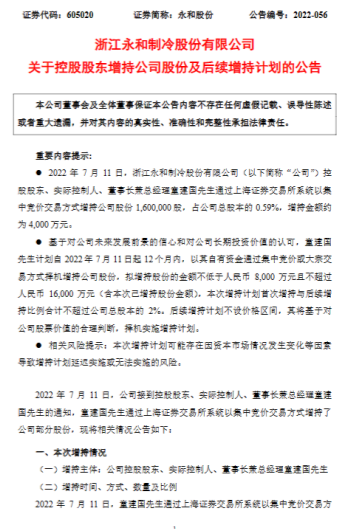 证券代码：605020 证券简称：永和股份 公告编号：2022-056
浙江永和制冷股份有限公司
关于控股股东增持公司股份及后续增持计划的公告
本公司董事会及全体董事保证本公告内容不存在任何虚假记载、误导性陈述
或者重大遗漏，并对其内容的真实性、准确性和完整性承担法律责任。
重要内容提示：
● 2022 年 7 月 11 日，浙江永和制冷股份有限公司（以下简称“公司”）控
股股东、实际控制人、董事长兼总经理童建国先生通过上海证券交易所系统以集
中竞价交易方式增持公司股份 1,600,000 股，占公司总股本的 0.59%，增持金额约
为 4,000 万元。
● 基于对公司未来发展前景的信心和对公司长期投资价值的认可，童建国
先生计划自 2022 年 7 月 11 日起 12 个月内，以其自有资金通过集中竞价或大宗交
易方式择机增持公司股份，拟增持股份的金额不低于人民币 8,000 万元且不超过
人民币 16,000 万元（含本次已增持股份金额），本次增持计划首次增持与后续增
持比例合计不超过公司总股本的 2%。后续增持计划不设价格区间，其将基于对
公司股票价值的合理判断，择机实施增持计划。
● 相关风险提示：本次增持计划可能存在因资本市场情况发生变化等因素
导致增持计划延迟实施或无法实施的风险。
2022 年 7 月 11 日，公司接到控股股东、实际控制人、董事长兼总经理童建
国先生的通知，童建国先生通过上海证券交易所系统以集中竞价交易方式增持了
公司部分股份，现将相关情况公告如下：
一、本次增持情况
（一）增持主体：公司控股股东、实际控制人、董事长兼总经理童建国先生
（二）增持时间、方式、数量及比例
2022 年 7 月 11 日，童建国先生通过上海证券交易所系统以集中竞价交易方